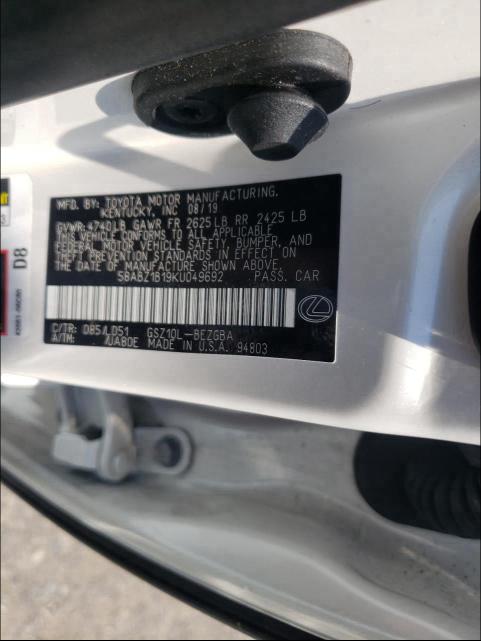 MFD. BY: TOYOTA MOTOR MANUFACTURING,
KENTUCKY, INC 08/19
GVWR:4740LB GAWR FR 2625LB RR 2425 LB
THIS VEHICLE CONFORMS TO ALL APPLICABLE
FEDERAL MOTOR VEHICLE SAFETY, BUMPER, AND
THEFT PREVENTION STANDARDS IN EFFECT ON
THE DATE OF MANUFACTURE SHOWN ABOVE.
58ABZ1B19KU049692 PASS. CAR
C/TR: 085/LD51 GSZ10L-BEZGBA
A/TM: /UA80E MADE IN U.S.A. 94803
D8